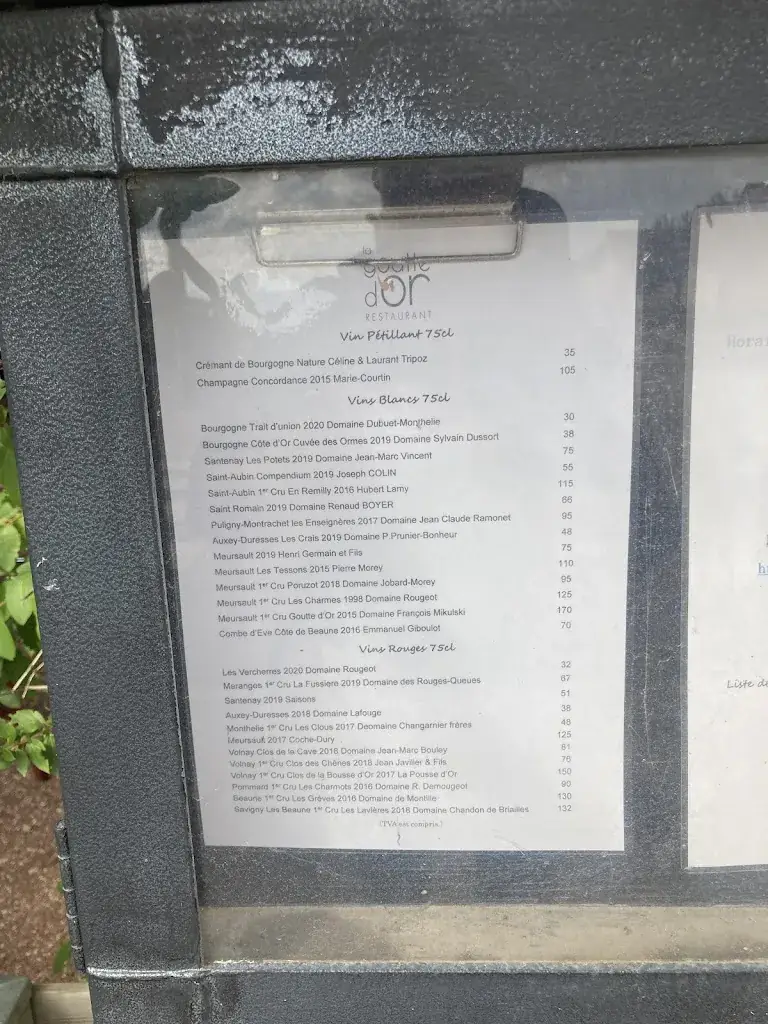 la
goutte
d'or
RESTAURANT
Vin Pétillant 75cl
Crémant de Bourgogne Nature Céline & Laurant Tripoz 35
Champagne Concordance 2015 Marie-Courtin 105
Vins Blancs 75cl
Bourgogne Trait d'union 2020 Domaine Dubuet-Monthelie 30
Bourgogne Côte d'Or Cuvée des Ormes 2019 Domaine Sylvain Dussort 38
Santenay Les Potets 2019 Domaine Jean-Marc Vincent 75
Saint-Aubin Compendium 2019 Joseph COLIN 55
Saint-Aubin 1er Cru En Remilly 2016 Hubert Lamy 115
Saint Romain 2019 Domaine Renaud BOYER 66
Puligny-Montrachet les Enseignères 2017 Domaine Jean Claude Ramonet 95
Auxey-Duresses Les Crais 2019 Domaine P.Prunier-Bonheur 48
Meursault 2019 Henri Germain et Fils 75
Meursault Les Tessons 2015 Pierre Morey 110
Meursault 1er Cru Poruzot 2018 Domaine Jobard-Morey 95
Meursault 1er Cru Les Charmes 1998 Domaine Rougeot 125
Meursault 1er Cru Goutte d'Or 2015 Domaine François Mikulski 170
Combe d'Eve Côte de Beaune 2016 Emmanuel Giboulot 70
Vins Rouges 75cl
Les Vercherres 2020 Domaine Rougeot 32
Maranges 1er Cru La Fussière 2019 Domaine des Rouges-Queues 67
Santenay 2019 Saisons 51
Auxey-Duresses 2018 Domaine Lafouge 38
Monthelie 1er Cru Les Clous 2017 Deomaine Changarnier frères 48
Meursault 2017 Coche-Dury 125
Volnay Clos de la Cave 2018 Domaine Jean-Marc Bouley 61
Volnay 1er Cru Clos des Chênes 2018 Jean Javilier & Fils 76
Volnay 1er Cru Clos de la Bousse d'Or 2017 La Pousse d'Or 150
Pommard 1er Cru Les Charmots 2016 Domaine R. Demougeot 90
Beaune 1er Cru Les Grèves 2016 Domaine de Montille 130
Savigny Les Beaune 1er Cru Les Lavières 2018 Domaine Chandon de Briailles 132
(TVA est comprise.)
Liste de